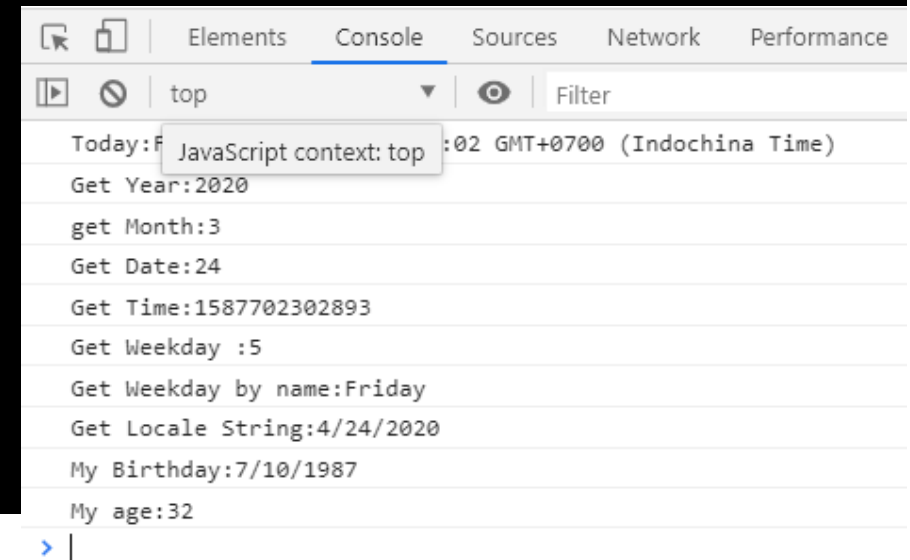 Elements Console Sources Network Performance
top Filter
Today:F :02 GMT+0700 (Indochina Time)
JavaScript context: top
Get Year:2020
get Month:3
Get Date:24
Get Time:1587702302893
Get Weekday :5
Get Weekday by name:Friday
Get Locale String:4/24/2020
My Birthday:7/10/1987
My age:32
>